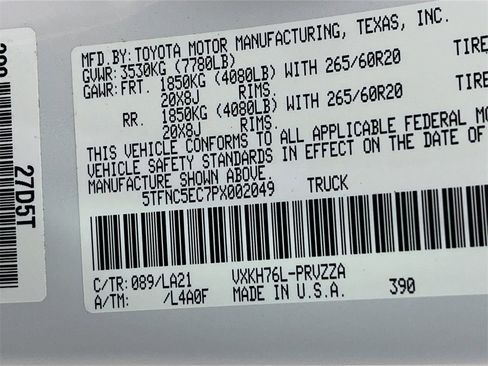 MFD.BY:TOYOTA MOTOR MANUFACTURING, TEXAS, INC.
GVWR: 3530KG (7780LB)
GAWR: FRT. 1850KG (4080LB) WITH 265/60R20 TIRE
20X8J RIMS.
RR. 1850KG (4080LB) WITH 265/60R20 TIRE
20X8J RIMS.
THIS VEHICLE CONFORMS TO ALL APPLICABLE FEDERAL MO
VEHICLE SAFETY STANDARDS IN EFFECT ON THE DATE
MANUFACTURE SHOWN ABOVE.
5TFNC5EC7PX002049 TRUCK
C/TR: 089/LA21 VXKH76L-PRVZZA
A/TM: /L4A0F MADE IN U.S.A. 390
27D5T